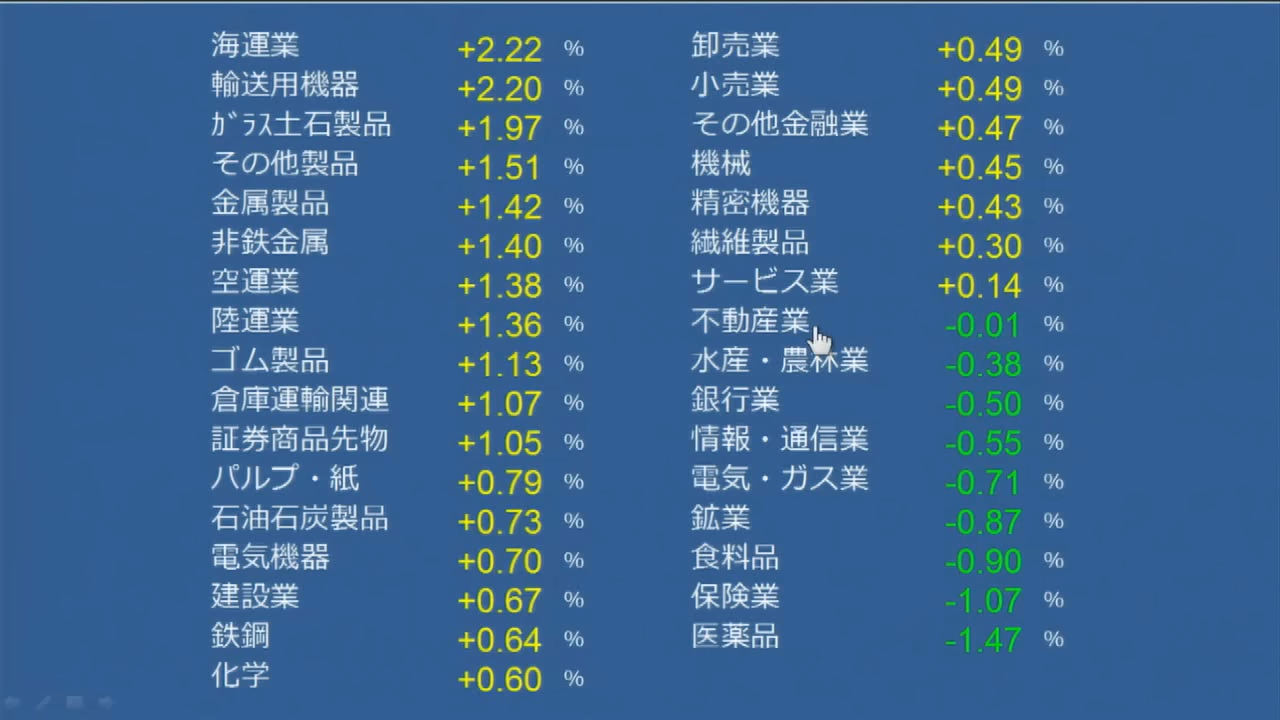 海運業 +2.22 %
輸送用機器 +2.20 %
ｶﾞﾗｽ土石製品 +1.97 %
その他製品 +1.51 %
金属製品 +1.42 %
非鉄金属 +1.40 %
空運業 +1.38 %
陸運業 +1.36 %
ゴム製品 +1.13 %
倉庫運輸関連 +1.07 %
証券商品先物 +1.05 %
パルプ・紙 +0.79 %
石油石炭製品 +0.73 %
電気機器 +0.70 %
建設業 +0.67 %
鉄鋼 +0.64 %
化学 +0.60 %
卸売業 +0.49 %
小売業 +0.49 %
その他金融業 +0.47 %
機械 +0.45 %
精密機器 +0.43 %
繊維製品 +0.30 %
サービス業 +0.14 %
不動産業 -0.01 %
水産・農林業 -0.38 %
銀行業 -0.50 %
情報・通信業 -0.55 %
電気・ガス業 -0.71 %
鉱業 -0.87 %
食料品 -0.90 %
保険業 -1.07 %
医薬品 -1.47 %